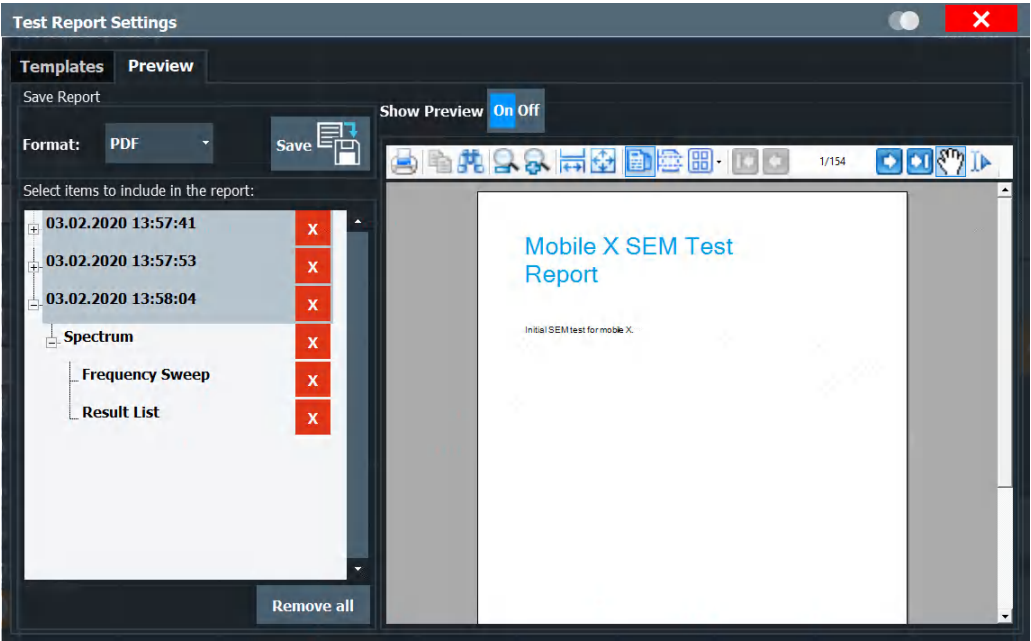 Test Report Settings
X
Templates Preview
Save Report
Format: PDF
Save
Show Preview On Off
1/154
Select items to include in the report:
03.02.2020 13:57:41 X
03.02.2020 13:57:53 X
03.02.2020 13:58:04 X
Spectrum X
Frequency Sweep X
Result List X
Remove all
Mobile X SEM Test
Report
Initial SEM test for mobile X.